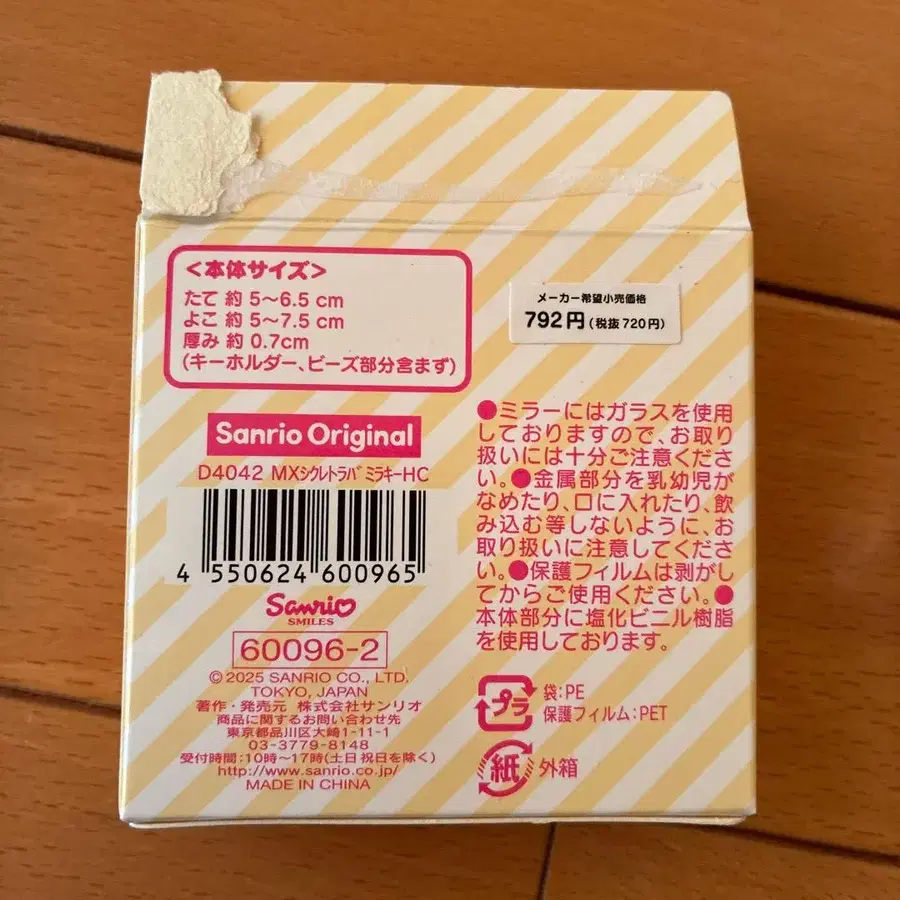 <本体サイズ>
たて 約 5〜6.5 cm
よこ 約 5〜7.5 cm
厚み 約 0.7cm
(キーホルダー、ビーズ部分含まず)
メーカー希望小売価格
792円(税抜720円)
Sanrio Original
D4042 MXシクレトラバミラキーHC
4 550624 600965
Sanrio
SMILES
60096-2
©2025 SANRIO CO., LTD.
TOKYO, JAPAN
著作・発売元 株式会社サンリオ
商品に関するお問い合わせ先
東京都品川区大崎1-11-1
03-3779-8148
受付時間:10時〜17時(土日祝日を除く)
http://www.sanrio.co.jp/
MADE IN CHINA
●ミラーにはガラスを使用
しておりますので、お取り
扱いには十分ご注意くださ
い。●金属部分を乳幼児が
なめたり、口に入れたり、飲
み込む等しないように、お
取り扱いに注意してくださ
い。●保護フィルムは剥がし
てからご使用ください。●
本体部分に塩化ビニル樹脂
を使用しております。
プラ
袋:PE
保護フィルム:PET
紙
外箱